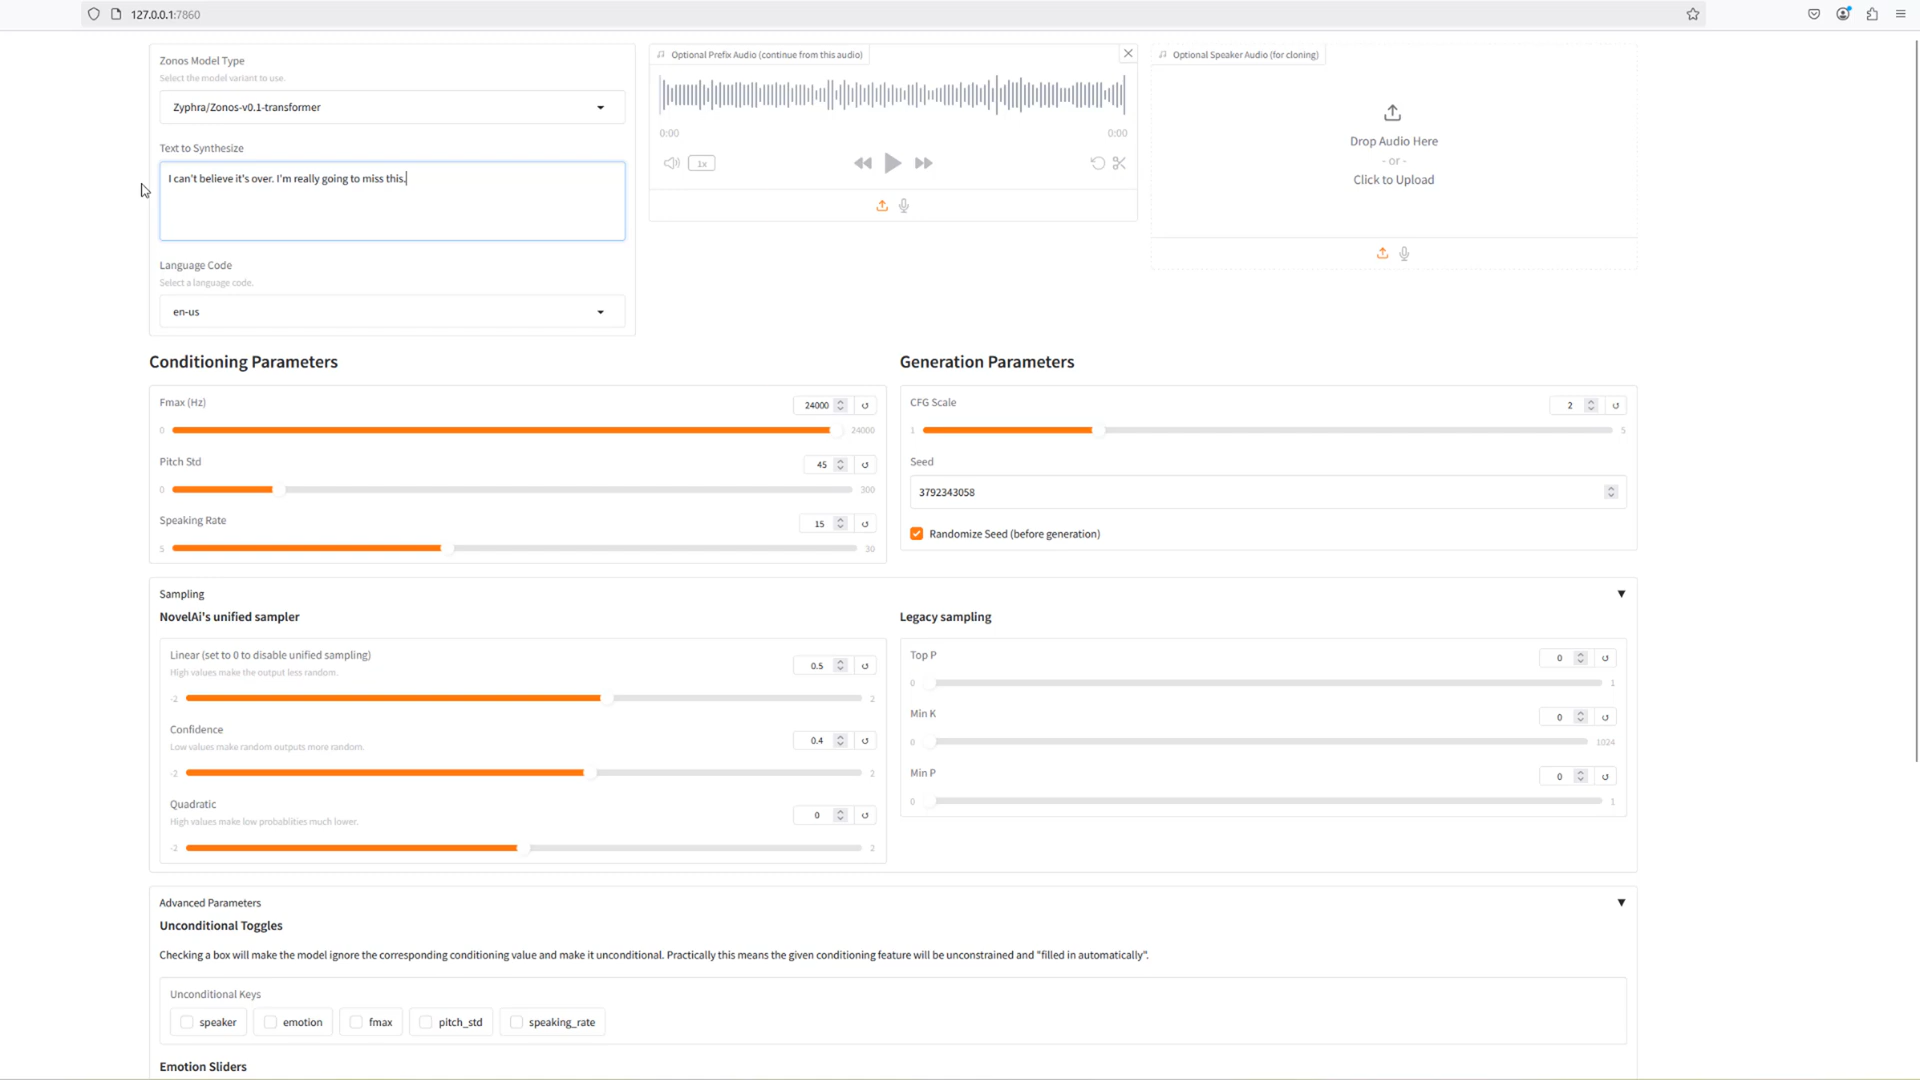 127.0.0.1:7860
Zonos Model Type
Select the model variant to use.
Zyphra/Zonos-v0.1-transformer
Text to Synthesize
I can't believe it's over. I'm really going to miss this.
Language Code
Select a language code.
en-us
Optional Prefix Audio (continue from this audio)
0:00
0:00
1x
Optional Speaker Audio (for cloning)
Drop Audio Here
- or -
Click to Upload
Conditioning Parameters
Fmax (Hz)
24000
0
24000
Pitch Std
45
0
300
Speaking Rate
15
5
30
Generation Parameters
CFG Scale
2
1
5
Seed
3792343058
Randomize Seed (before generation)
Sampling
NovelAi's unified sampler
Linear (set to 0 to disable unified sampling)
High values make the output less random.
0.5
-2
2
Confidence
Low values make random outputs more random.
0.4
-2
2
Quadratic
High values make low probablities much lower.
0
-2
2
Legacy sampling
Top P
0
0
1
Min K
0
0
1024
Min P
0
0
1
Advanced Parameters
Unconditional Toggles
Checking a box will make the model ignore the corresponding conditioning value and make it unconditional. Practically this means the given conditioning feature will be unconstrained and "filled in automatically".
Unconditional Keys
speaker
emotion
fmax
pitch_std
speaking_rate
Emotion Sliders